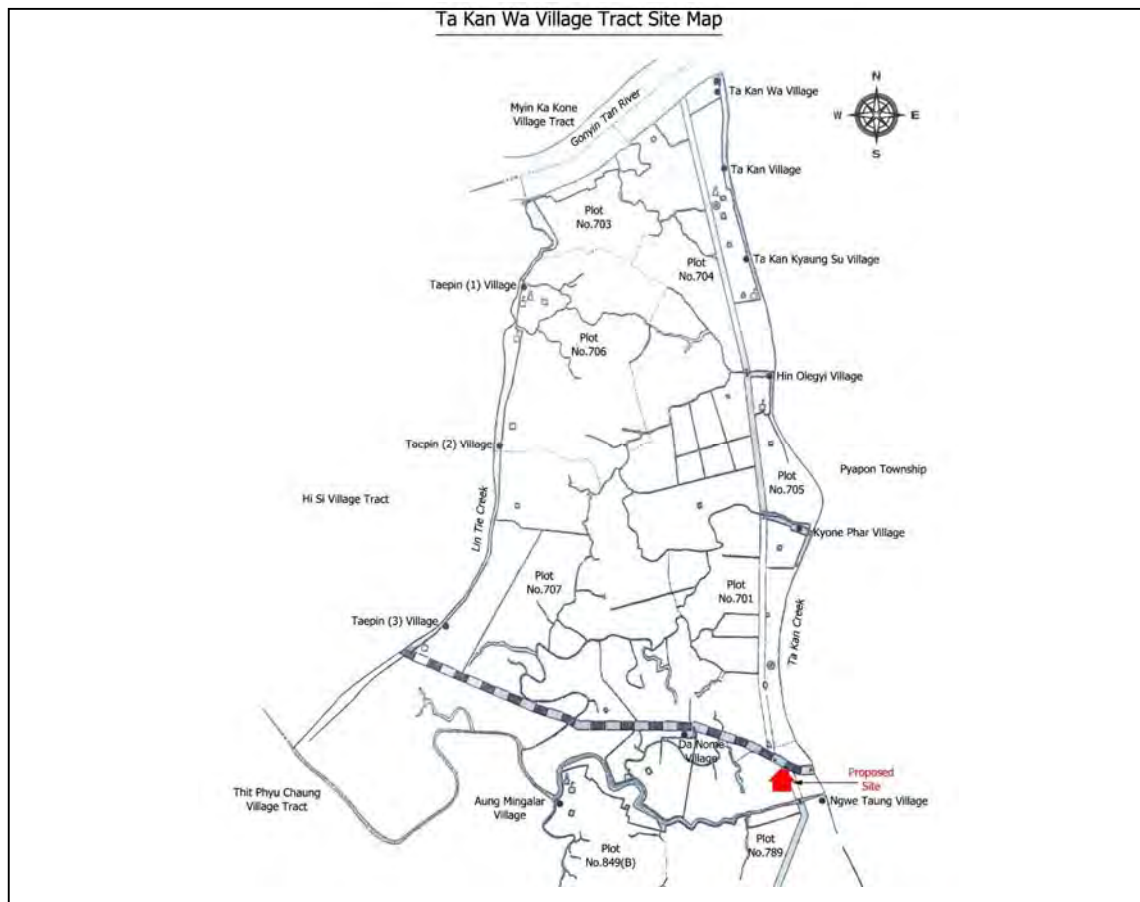 Ta Kan Wa Village Tract Site Map
Myin Ka Kone
Village Tract
Gonyin Tan River
Ta Kan Wa Village
N
W
E
S
Ta Kan Village
Plot
No.703
Plot
No.704
Ta Kan Kyaung Su Village
Taepin (1) Village
Plot
No.706
Hin Olegyi Village
Tacpin (2) Village
Plot
No.705
Pyapon Township
Hi Si Village Tract
Lin Tie Creek
Kyone Phar Village
Plot
No.707
Plot
No.701
Taepin (3) Village
Ta Kan Creek
Da Nome
Village
Proposed
Site
Thit Phyu Chaung
Village Tract
Aung Mingalar
Village
Ngwe Taung Village
Plot
No.789
Plot
No.849(B)